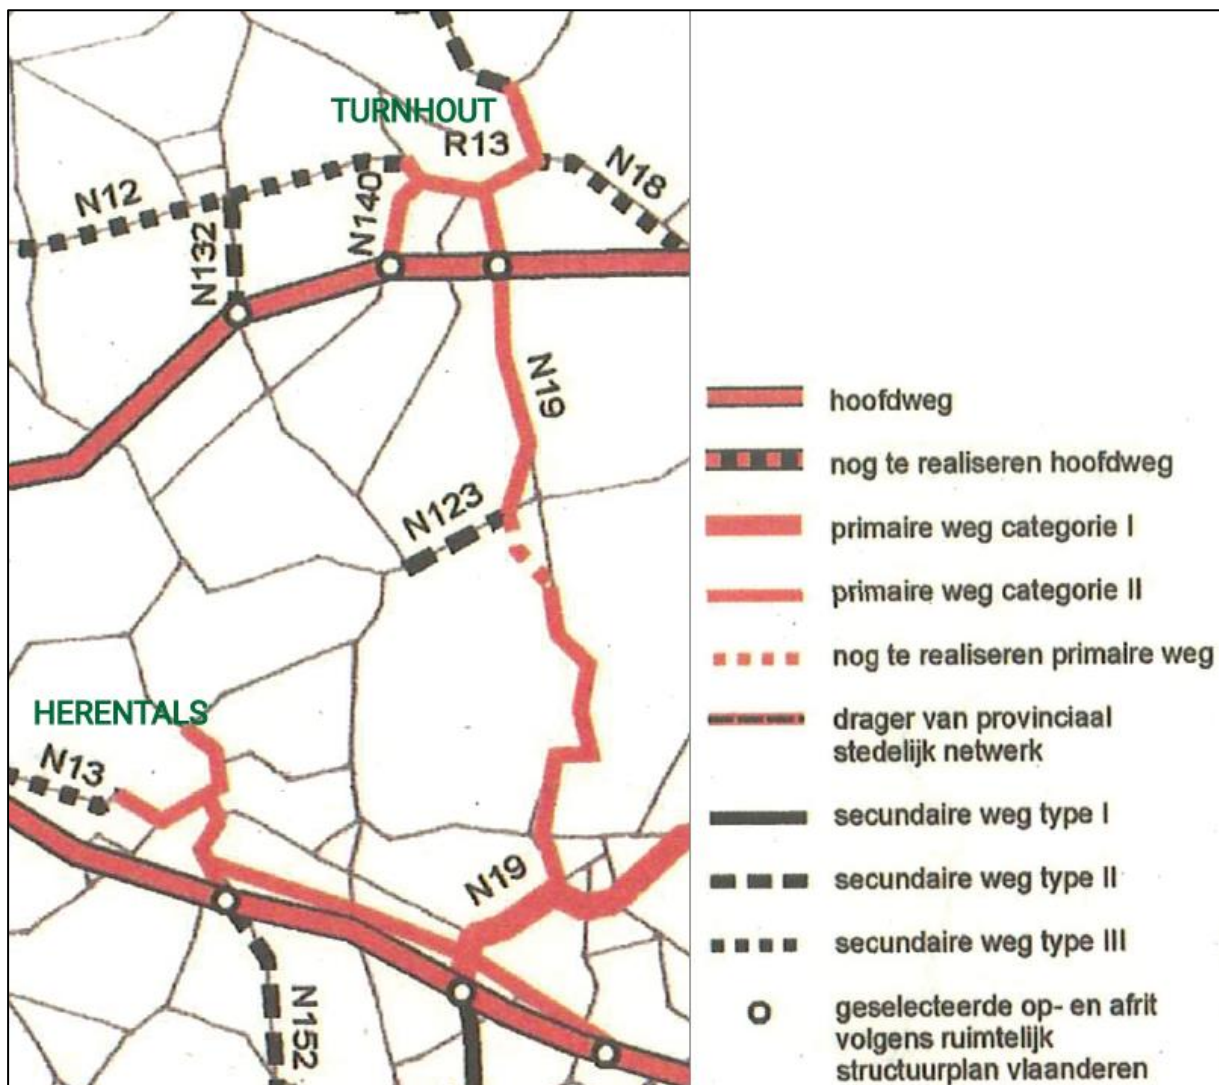 TURNHOUT
R13
N18
N12
N140
N132
N19
N123
HERENTALS
N13
N19
N152
hoofdweg
nog te realiseren hoofdweg
primaire weg categorie I
primaire weg categorie II
nog te realiseren primaire weg
drager van provinciaal
stedelijk netwerk
secundaire weg type I
secundaire weg type II
secundaire weg type III
geselecteerde op- en afrit
volgens ruimtelijk
structuurplan vlaanderen